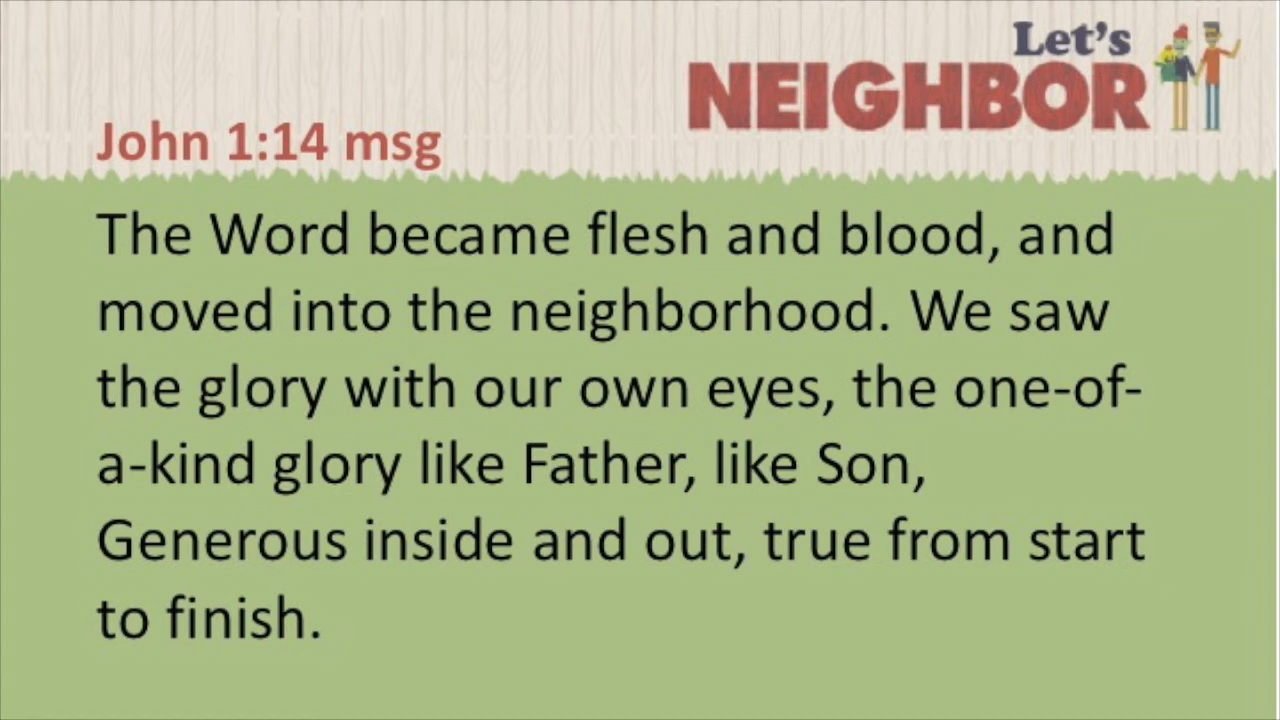 Let's
NEIGHBOR
John 1:14 msg
The Word became flesh and blood, and
moved into the neighborhood. We saw
the glory with our own eyes, the one-of-
a-kind glory like Father, like Son,
Generous inside and out, true from start
to finish.